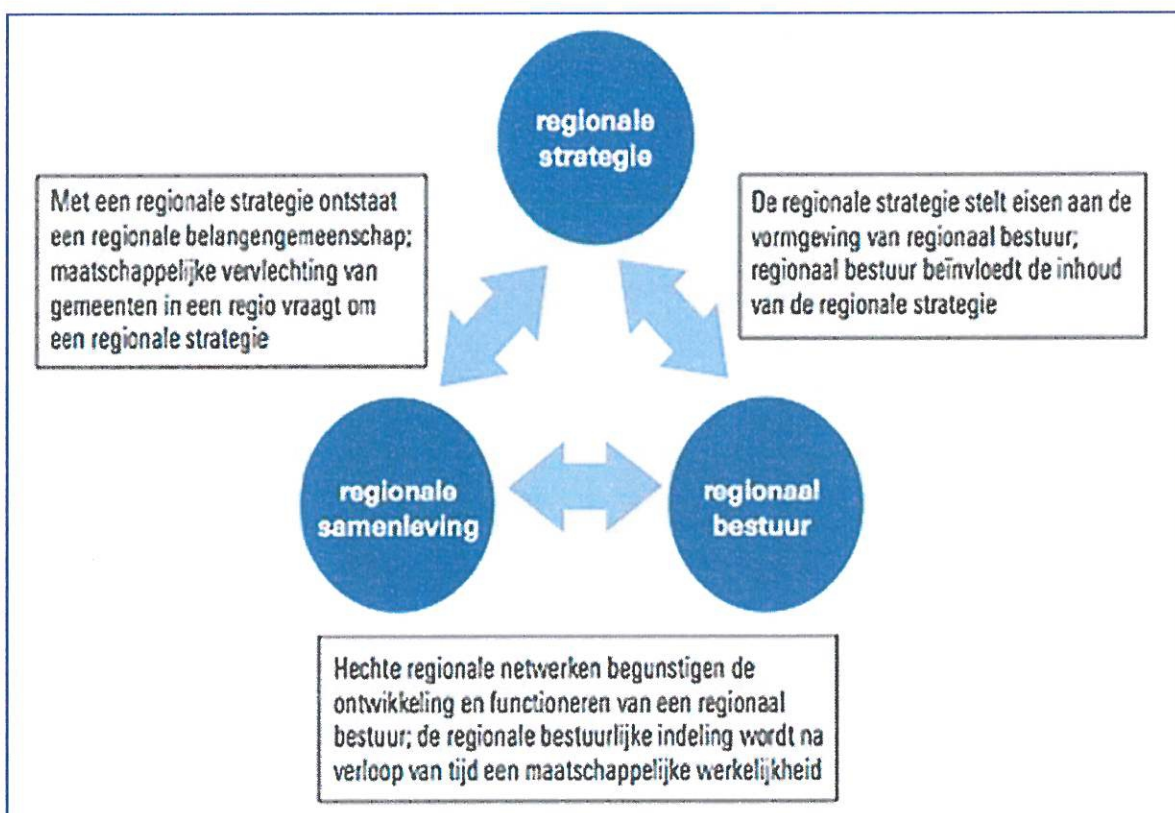 regionale
strategie
Met een regionale strategie ontstaat
een regionale belangengemeenschap;
maatschappelijke vervlechting van
gemeenten in een regio vraagt om
een regionale strategie
De regionale strategie stelt eisen aan de
vormgeving van regionaal bestuur;
regionaal bestuur beïnvloedt de inhoud
van de regionale strategie
regionale
samenleving
regionaal
bestuur
Hechte regionale netwerken begunstigen de
ontwikkeling en functioneren van een regionaal
bestuur; de regionale bestuurlijke indeling wordt na
verloop van tijd een maatschappelijke werkelijkheid